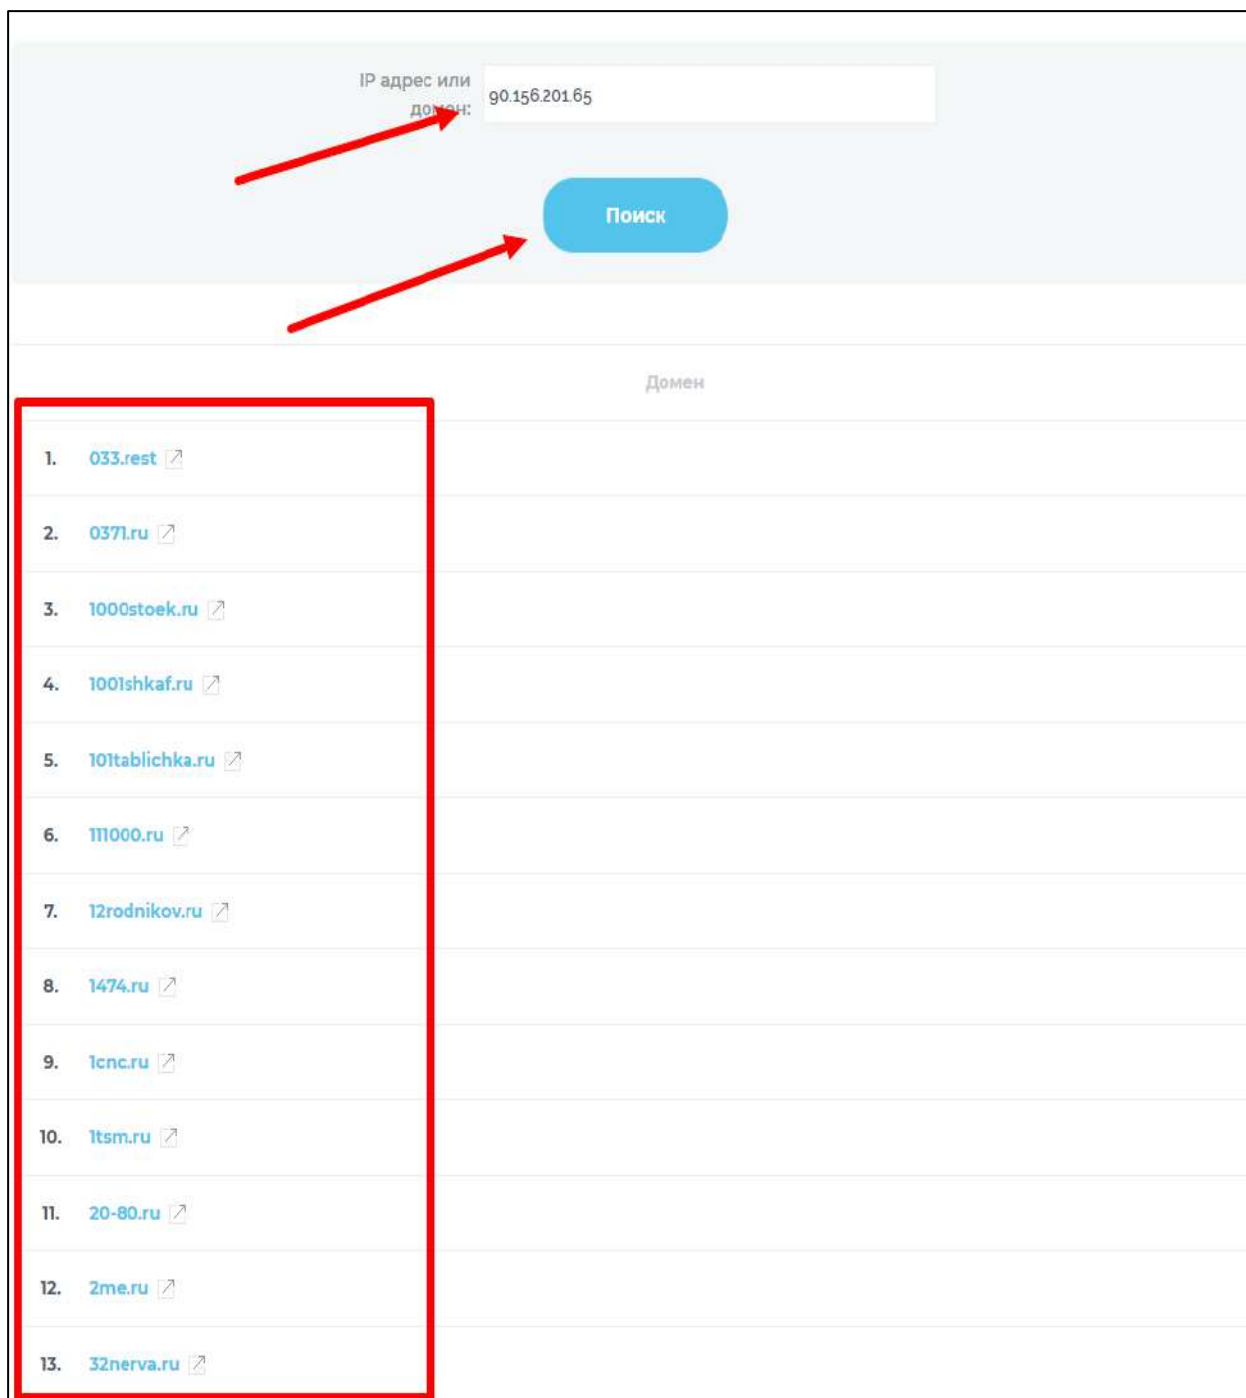 IP адрес или
домен:
90.156.201.65
Поиск
Домен
1. 033.rest
2. 0371.ru
3. 1000stoek.ru
4. 1001shkaf.ru
5. 101tablichka.ru
6. 111000.ru
7. 12rodnikov.ru
8. 1474.ru
9. 1cnc.ru
10. 1tsm.ru
11. 20-80.ru
12. 2me.ru
13. 32nerva.ru